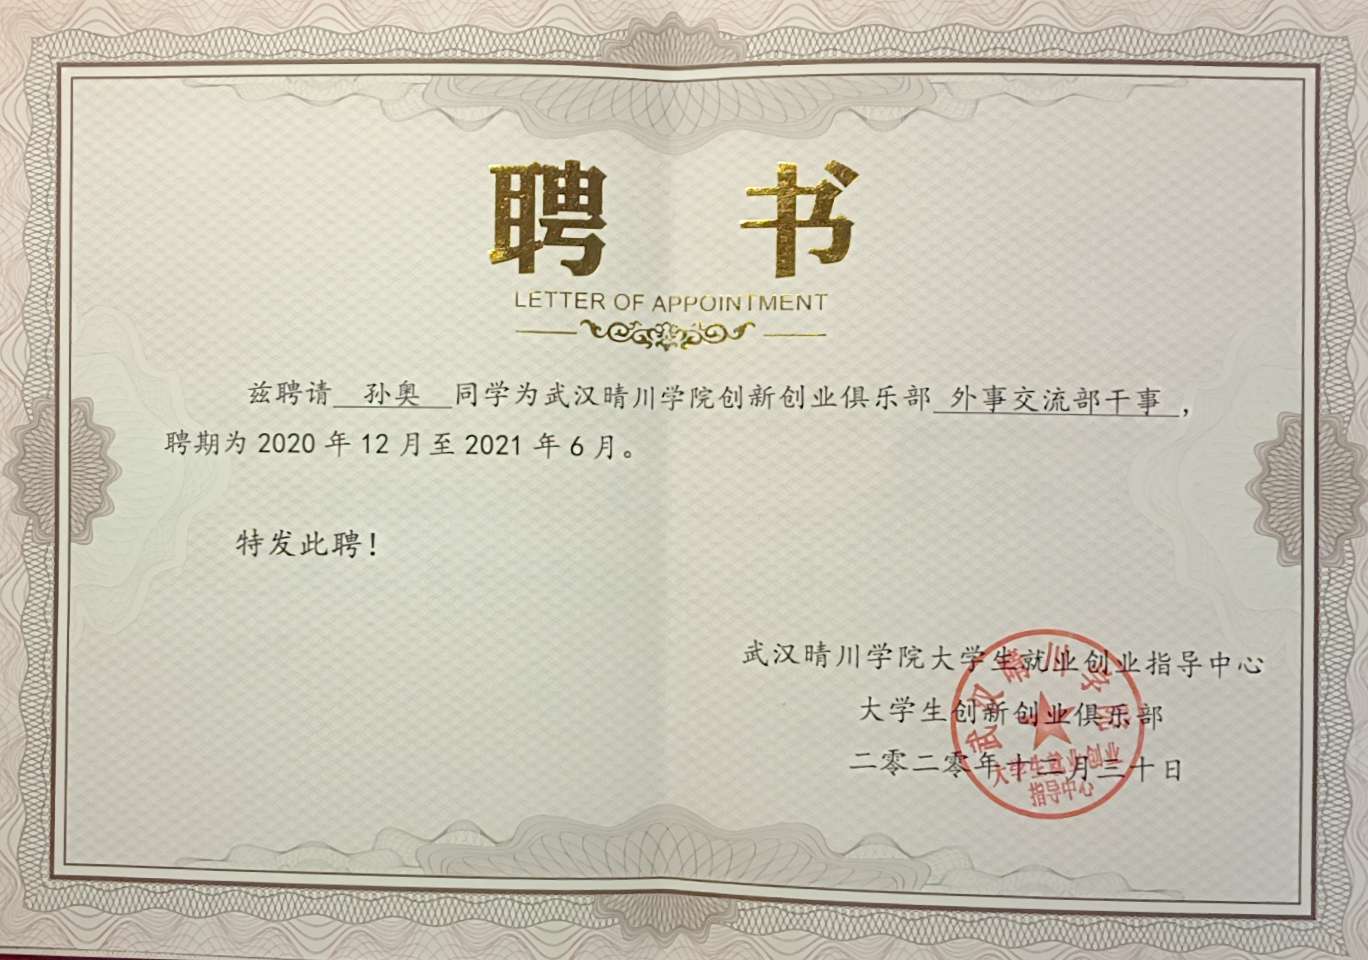 聘 书
LETTER OF APPOINTMENT
兹聘请 孙奥 同学为武汉晴川学院创新创业俱乐部 外事交流部干事 ，
聘期为 2020 年 12 月至 2021 年 6 月。
特发此聘！
武汉晴川学院大学生就业创业指导中心
大学生创新创业俱乐部
二零二零年十二月三十日
武汉晴川学院
大学生就业创业
指导中心